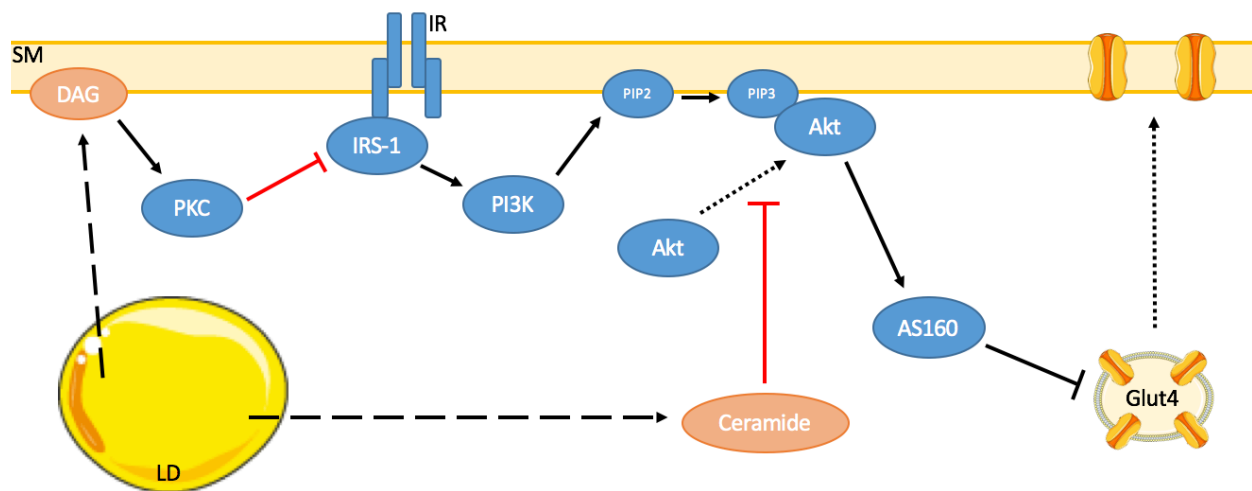 IR
SM
DAG
PIP2
PIP3
Akt
IRS-1
PKC
PI3K
Akt
AS160
Glut4
Ceramide
LD